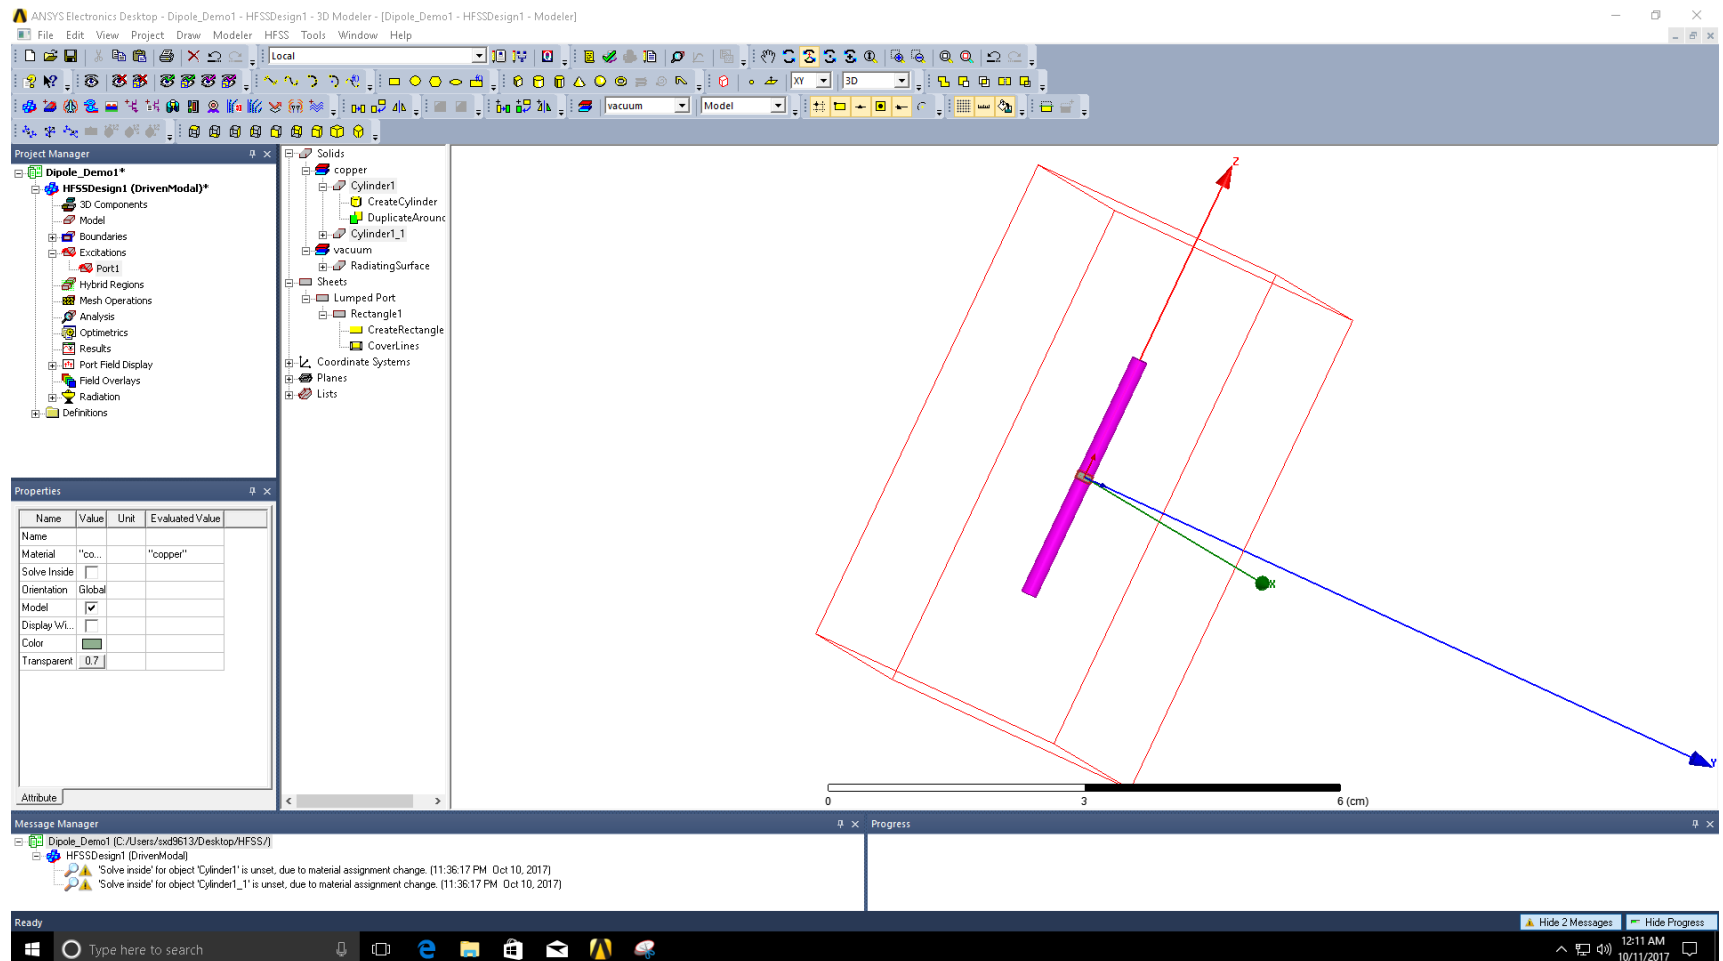 ANSYS Electronics Desktop - Dipole_Demo1 - HFSSDesign1 - 3D Modeler - [Dipole_Demo1 - HFSSDesign1 - Modeler]
File Edit View Project Draw Modeler HFSS Tools Window Help
Local
XY 3D
vacuum Model
Project Manager
Dipole_Demo1*
HFSSDesign1 (DrivenModal)*
3D Components
Model
Boundaries
Excitations
Port1
Hybrid Regions
Mesh Operations
Analysis
Optimetrics
Results
Port Field Display
Field Overlays
Radiation
Definitions
Solids
copper
Cylinder1
CreateCylinder
DuplicateAround
Cylinder1_1
vacuum
RadiatingSurface
Sheets
Lumped Port
Rectangle1
CreateRectangle
CoverLines
Coordinate Systems
Planes
Lists
Z
X
Y
0 3 6 (cm)
Properties
Name Value Unit Evaluated Value
Name
Material "co... "copper"
Solve Inside
Orientation Global
Model
Display Wi...
Color
Transparent 0.7
Attribute
Message Manager
Dipole_Demo1 (C:/Users/sxd9613/Desktop/HFSS/)
HFSSDesign1 (DrivenModal)
'Solve inside' for object 'Cylinder1' is unset, due to material assignment change. (11:36:17 PM Oct 10, 2017)
'Solve inside' for object 'Cylinder1_1' is unset, due to material assignment change. (11:36:17 PM Oct 10, 2017)
Progress
Ready
Hide 2 Messages Hide Progress
Type here to search
12:11 AM
10/11/2017